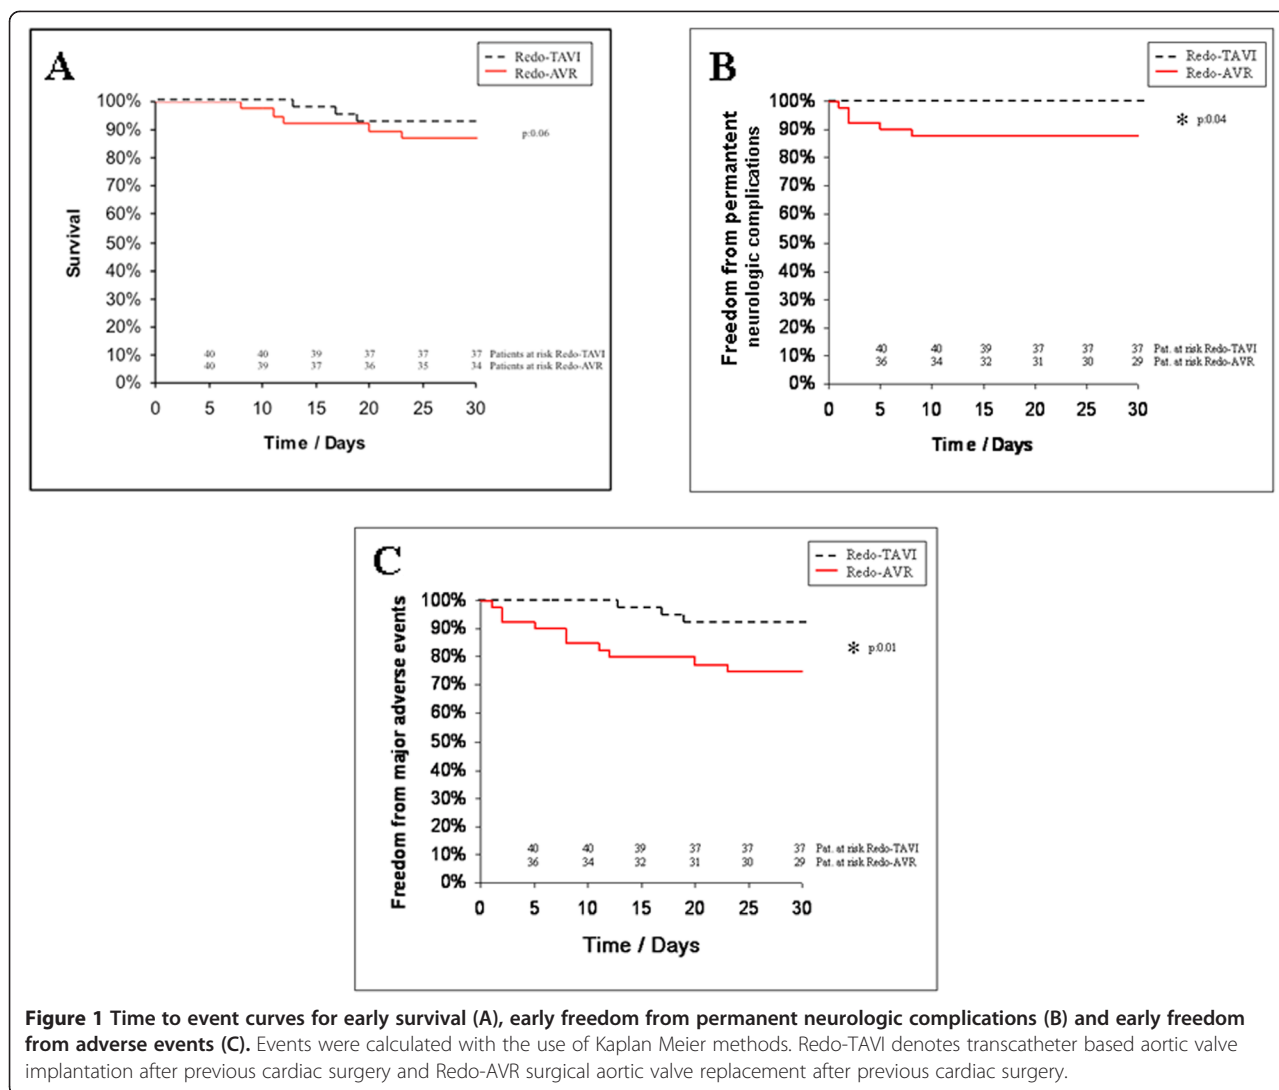 A
Redo-TAVI
Redo-AVR
100%
90%
80%
70%
60%
50%
40%
30%
20%
10%
0%
Survival
p:0.06
40 40 39 37 37 37 Patients at risk Redo-TAVI
40 39 37 36 35 34 Patients at risk Redo-AVR
0 5 10 15 20 25 30
Time / Days
B
Redo-TAVI
Redo-AVR
100%
90%
80%
70%
60%
50%
40%
30%
20%
10%
0%
Freedom from permantent
neurologic complications
* p:0.04
40 40 39 37 37 37 Pat. at risk Redo-TAVI
36 34 32 31 30 29 Pat. at risk Redo-AVR
0 5 10 15 20 25 30
Time / Days
C
Redo-TAVI
Redo-AVR
100%
90%
80%
70%
60%
50%
40%
30%
20%
10%
0%
Freedom from major adverse events
* p:0.01
40 40 39 37 37 37 Pat. at risk Redo-TAVI
36 34 32 31 30 29 Pat. at risk Redo-AVR
0 5 10 15 20 25 30
Time / Days
Figure 1 Time to event curves for early survival (A), early freedom from permanent neurologic complications (B) and early freedom
from adverse events (C). Events were calculated with the use of Kaplan Meier methods. Redo-TAVI denotes transcatheter based aortic valve
implantation after previous cardiac surgery and Redo-AVR surgical aortic valve replacement after previous cardiac surgery.